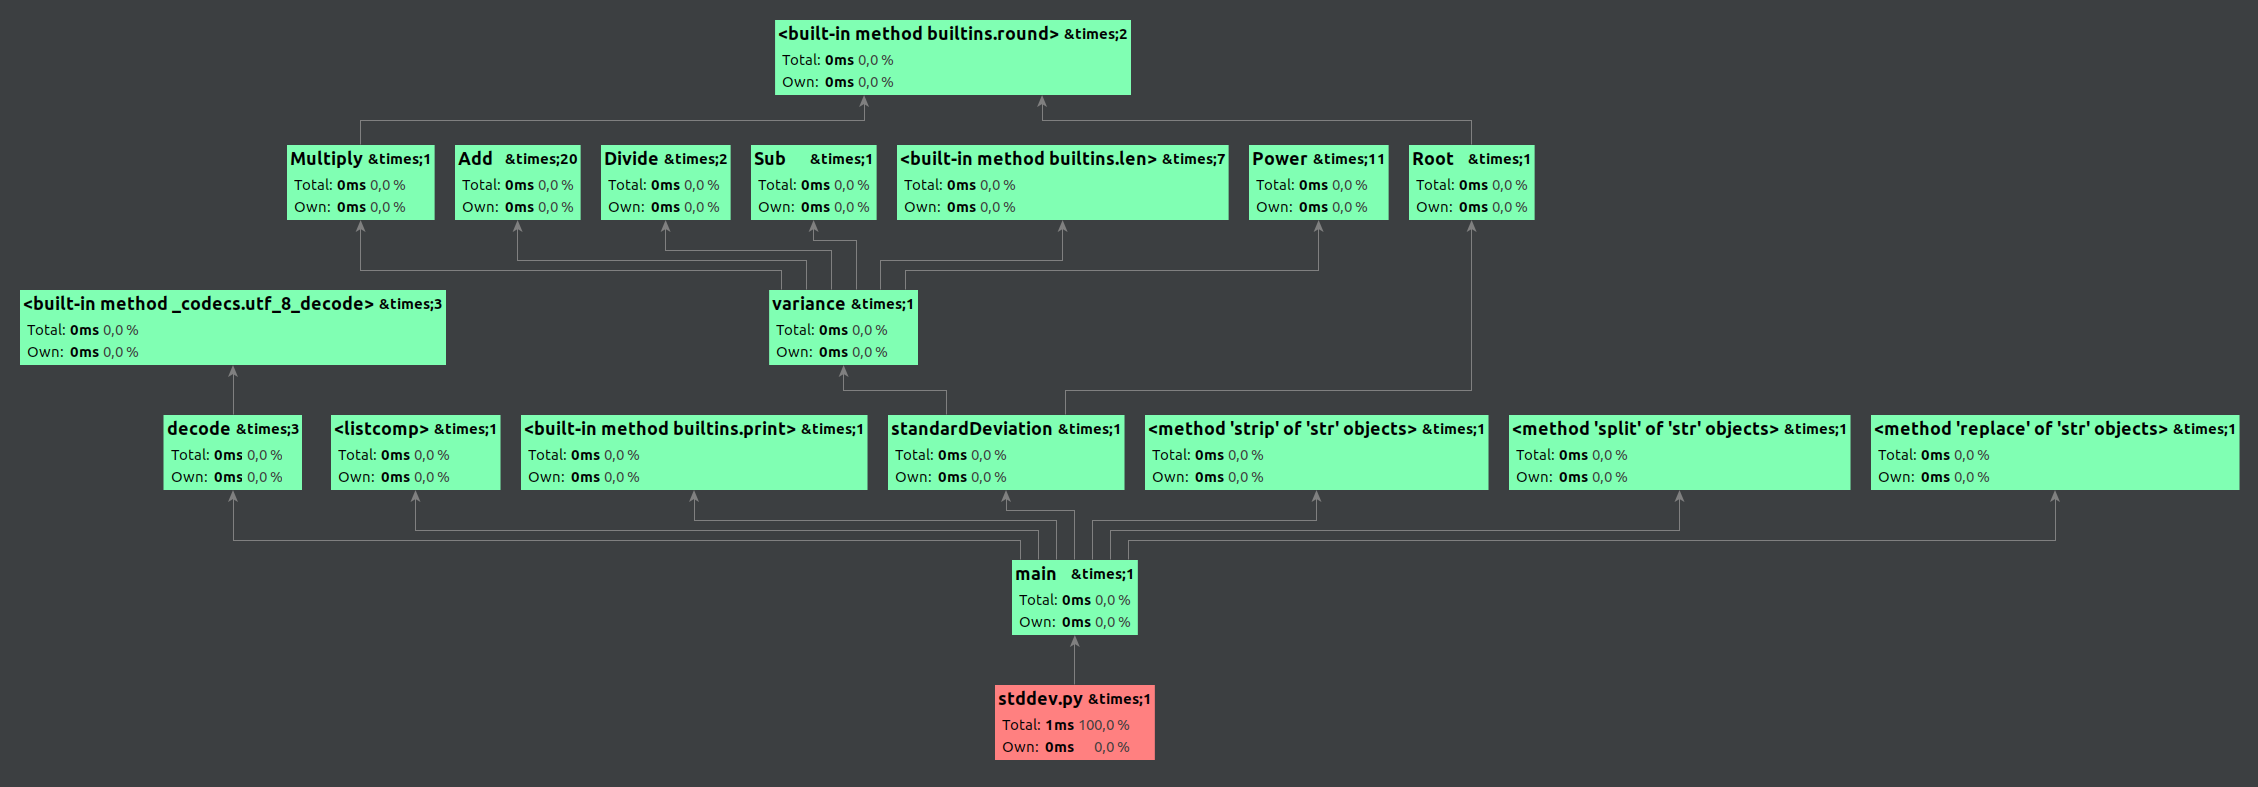 <built-in method builtins.round> &times;2
Total: 0ms 0,0 %
Own: 0ms 0,0 %
Multiply &times;1
Total: 0ms 0,0 %
Own: 0ms 0,0 %
Add &times;20
Total: 0ms 0,0 %
Own: 0ms 0,0 %
Divide &times;2
Total: 0ms 0,0 %
Own: 0ms 0,0 %
Sub &times;1
Total: 0ms 0,0 %
Own: 0ms 0,0 %
<built-in method builtins.len> &times;7
Total: 0ms 0,0 %
Own: 0ms 0,0 %
Power &times;11
Total: 0ms 0,0 %
Own: 0ms 0,0 %
Root &times;1
Total: 0ms 0,0 %
Own: 0ms 0,0 %
<built-in method _codecs.utf_8_decode> &times;3
Total: 0ms 0,0 %
Own: 0ms 0,0 %
variance &times;1
Total: 0ms 0,0 %
Own: 0ms 0,0 %
decode &times;3
Total: 0ms 0,0 %
Own: 0ms 0,0 %
<listcomp> &times;1
Total: 0ms 0,0 %
Own: 0ms 0,0 %
<built-in method builtins.print> &times;1
Total: 0ms 0,0 %
Own: 0ms 0,0 %
standardDeviation &times;1
Total: 0ms 0,0 %
Own: 0ms 0,0 %
<method 'strip' of 'str' objects> &times;1
Total: 0ms 0,0 %
Own: 0ms 0,0 %
<method 'split' of 'str' objects> &times;1
Total: 0ms 0,0 %
Own: 0ms 0,0 %
<method 'replace' of 'str' objects> &times;1
Total: 0ms 0,0 %
Own: 0ms 0,0 %
main &times;1
Total: 0ms 0,0 %
Own: 0ms 0,0 %
stddev.py &times;1
Total: 1ms 100,0 %
Own: 0ms 0,0 %